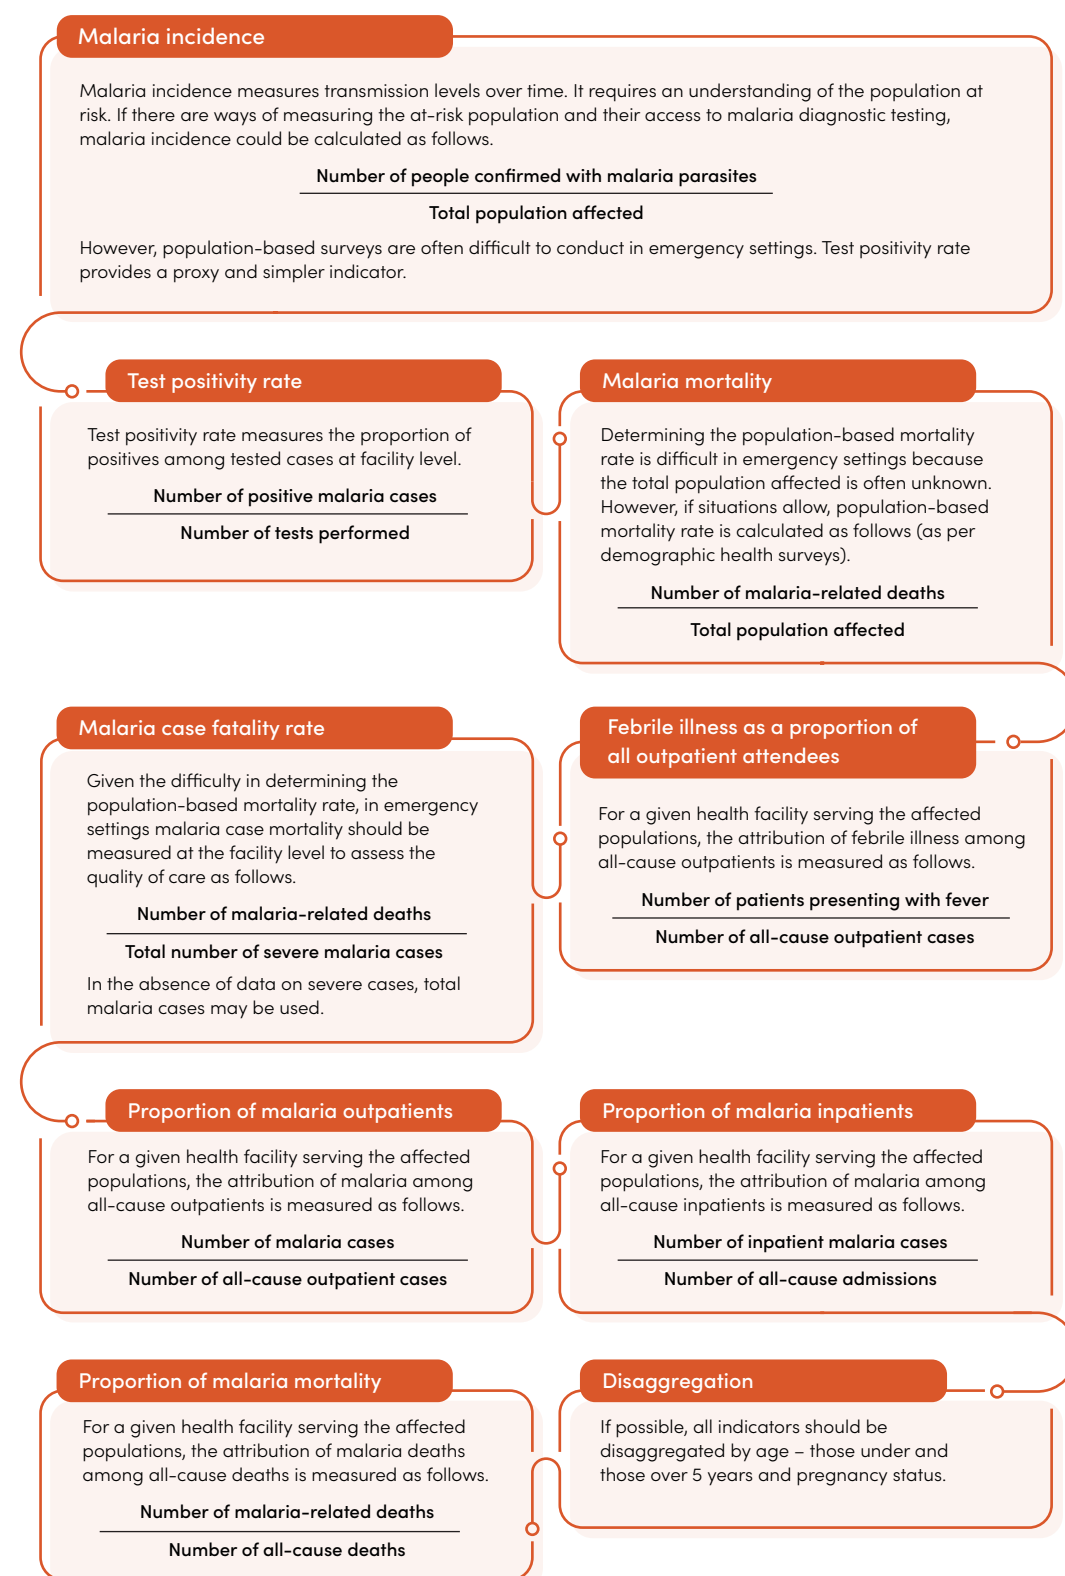 Malaria incidence
Malaria incidence measures transmission levels over time. It requires an understanding of the population at
risk. If there are ways of measuring the at-risk population and their access to malaria diagnostic testing,
malaria incidence could be calculated as follows.
Number of people confirmed with malaria parasites
Total population affected
However, population-based surveys are often difficult to conduct in emergency settings. Test positivity rate
provides a proxy and simpler indicator.
Test positivity rate
Test positivity rate measures the proportion of
positives among tested cases at facility level.
Number of positive malaria cases
Number of tests performed
Malaria mortality
Determining the population-based mortality
rate is difficult in emergency settings because
the total population affected is often unknown.
However, if situations allow, population-based
mortality rate is calculated as follows (as per
demographic health surveys).
Number of malaria-related deaths
Total population affected
Malaria case fatality rate
Given the difficulty in determining the
population-based mortality rate, in emergency
settings malaria case mortality should be
measured at the facility level to assess the
quality of care as follows.
Number of malaria-related deaths
Total number of severe malaria cases
In the absence of data on severe cases, total
malaria cases may be used.
Febrile illness as a proportion of
all outpatient attendees
For a given health facility serving the affected
populations, the attribution of febrile illness among
all-cause outpatients is measured as follows.
Number of patients presenting with fever
Number of all-cause outpatient cases
Proportion of malaria outpatients
For a given health facility serving the affected
populations, the attribution of malaria among
all-cause outpatients is measured as follows.
Number of malaria cases
Number of all-cause outpatient cases
Proportion of malaria inpatients
For a given health facility serving the affected
populations, the attribution of malaria among
all-cause inpatients is measured as follows.
Number of inpatient malaria cases
Number of all-cause admissions
Proportion of malaria mortality
For a given health facility serving the affected
populations, the attribution of malaria deaths
among all-cause deaths is measured as follows.
Number of malaria-related deaths
Number of all-cause deaths
Disaggregation
If possible, all indicators should be
disaggregated by age – those under and
those over 5 years and pregnancy status.